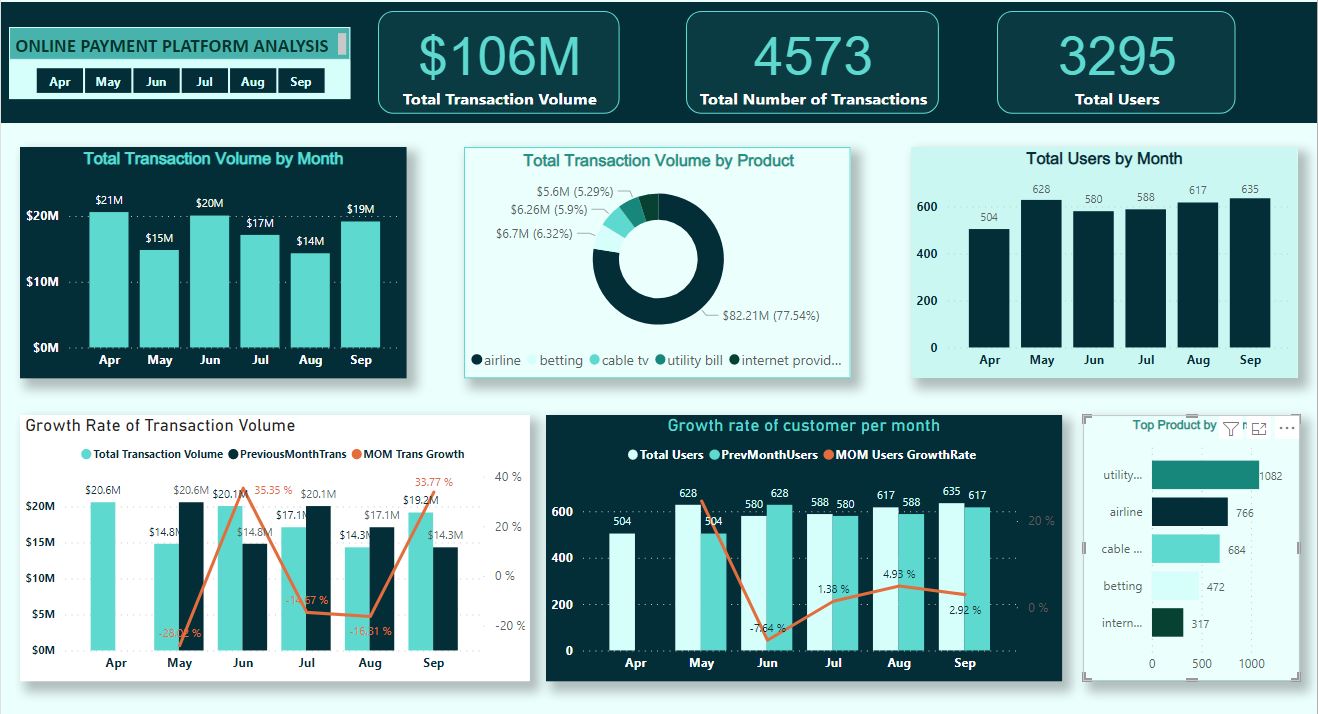 ONLINE PAYMENT PLATFORM ANALYSIS
Apr May Jun Jul Aug Sep
$106M
Total Transaction Volume
4573
Total Number of Transactions
3295
Total Users
Total Transaction Volume by Month
$20M
$10M
$0M
$21M
$15M
$20M
$17M
$14M
$19M
Apr May Jun Jul Aug Sep
Total Transaction Volume by Product
$5.6M (5.29%)
$6.26M (5.9%)
$6.7M (6.32%)
$82.21M (77.54%)
airline betting cable tv utility bill internet provid...
Total Users by Month
600
400
200
0
504
628
580
588
617
635
Apr May Jun Jul Aug Sep
Growth Rate of Transaction Volume
Total Transaction Volume PreviousMonthTrans MOM Trans Growth
$20M
$15M
$10M
$5M
$0M
$20.6M
$14.8M
$20.6M
$20.1M
$14.8M
$17.1M
$20.1M
$14.3M
$17.1M
$19.2M
$14.3M
-28.02 %
35.35 %
-14.67 %
-16.31 %
33.77 %
40 %
20 %
0 %
-20 %
Apr May Jun Jul Aug Sep
Growth rate of customer per month
Total Users PrevMonthUsers MOM Users GrowthRate
600
400
200
0
504
628
504
580
628
588
580
617
588
635
617
-7.64 %
1.38 %
4.93 %
2.92 %
20 %
0 %
Apr May Jun Jul Aug Sep
Top Product by
utility... 1082
airline 766
cable ... 684
betting 472
intern... 317
0 500 1000